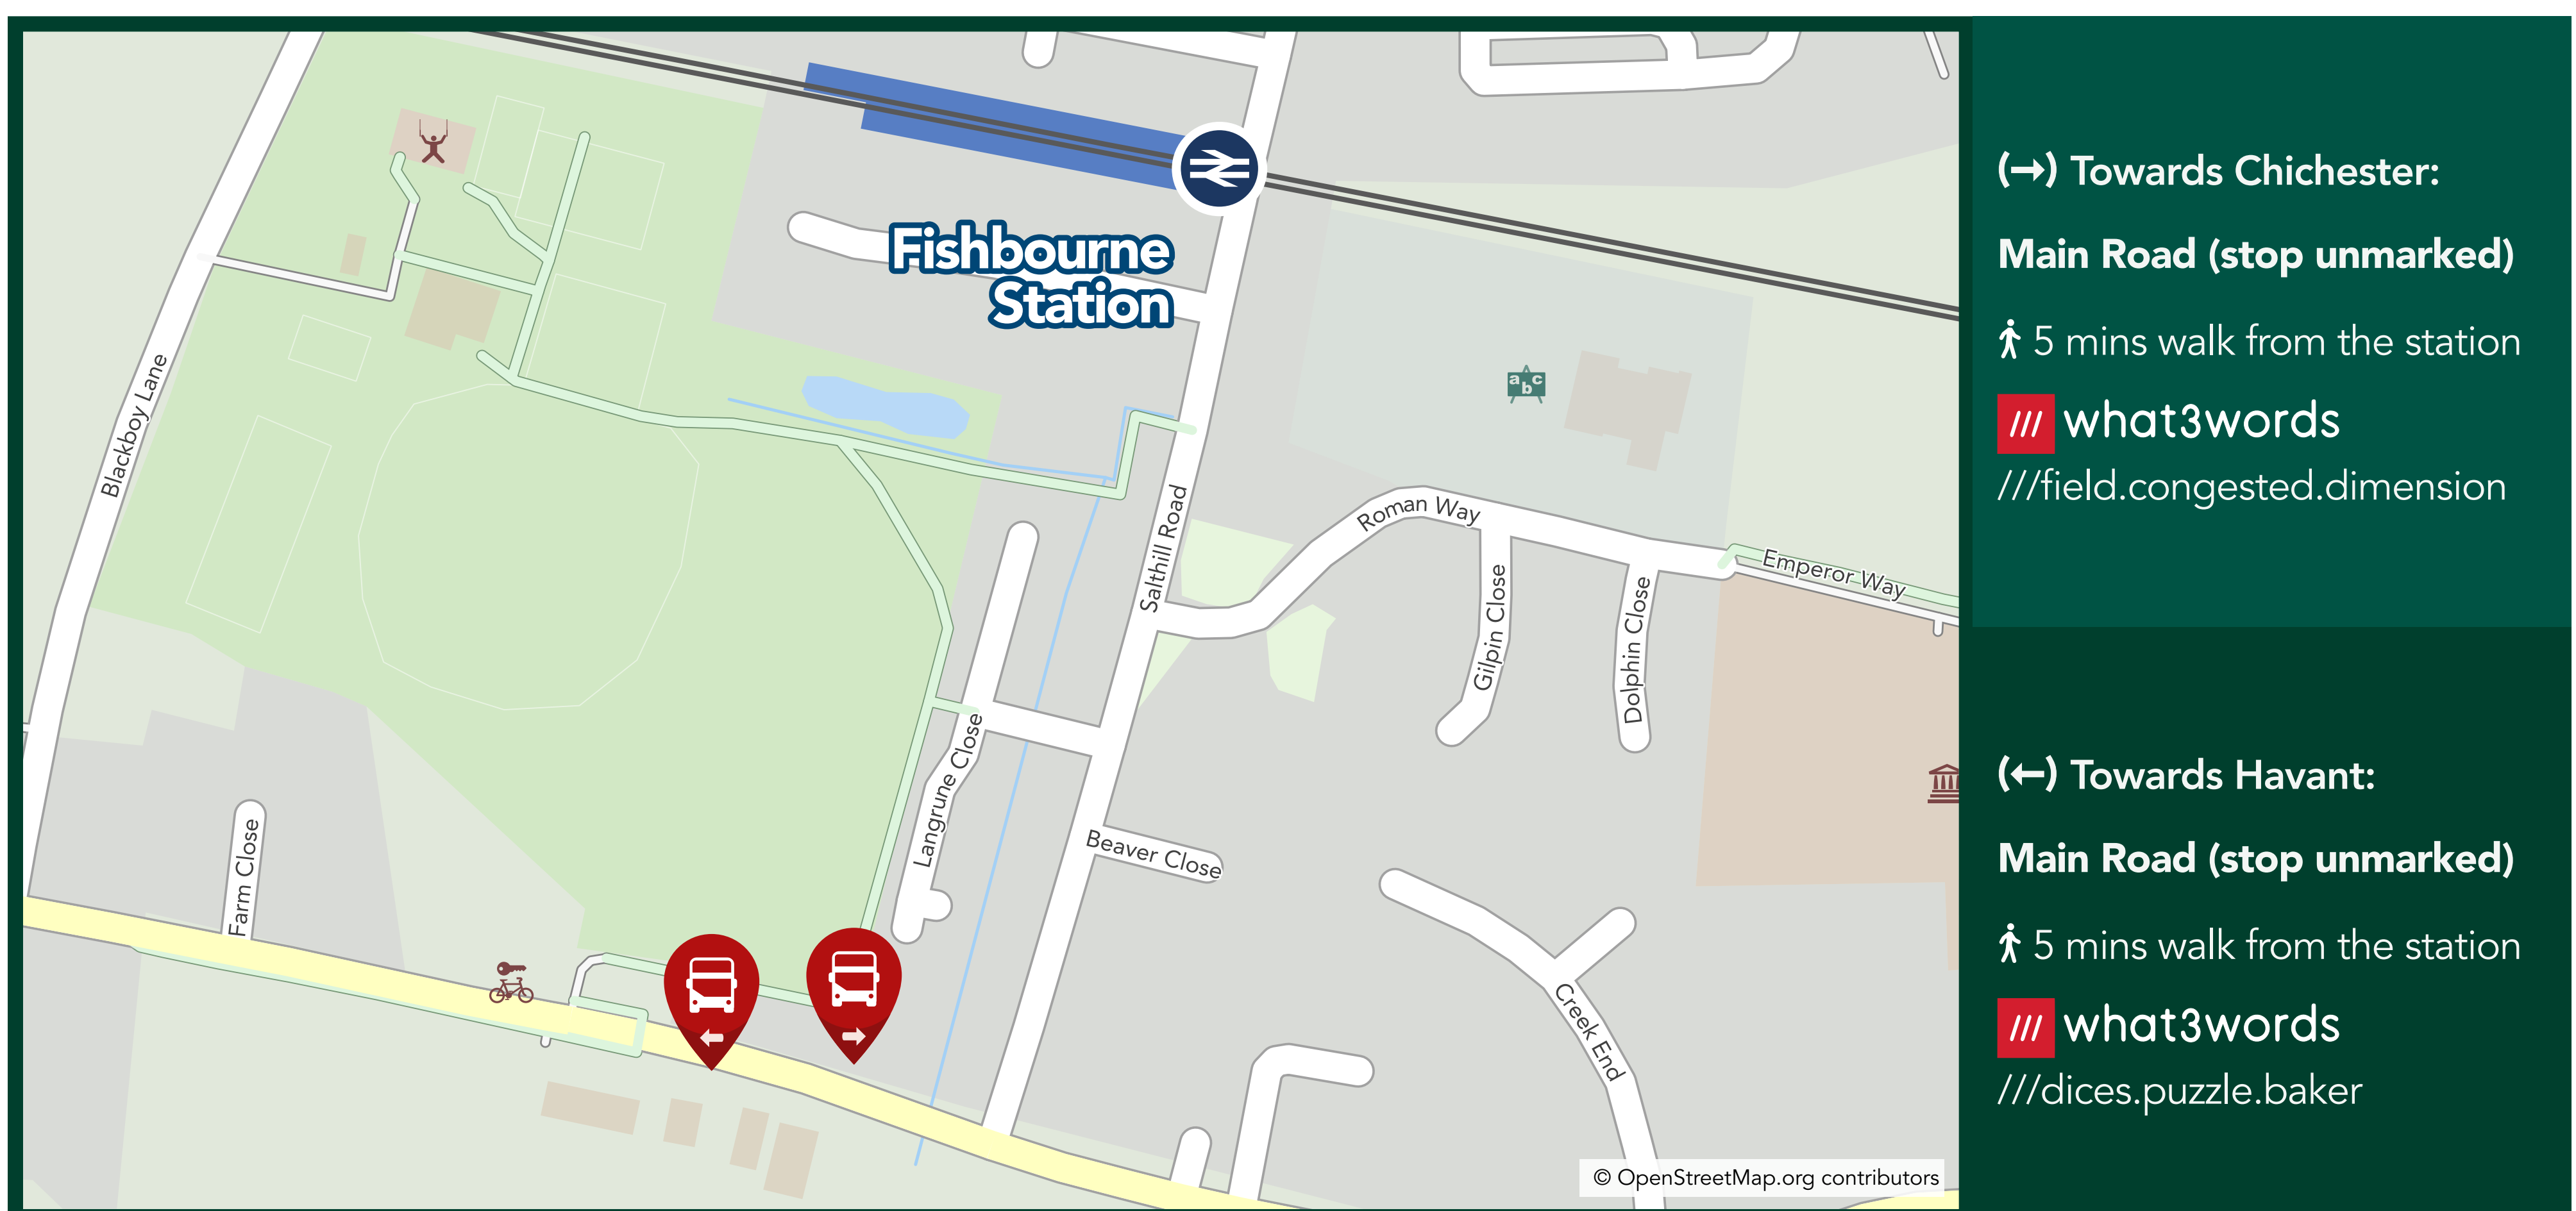 Fishbourne
Station
Blackboy Lane
Salthill Road
Roman Way
Emperor Way
Gilpin Close
Dolphin Close
Langrune Close
Beaver Close
Farm Close
Creek End
abc
© OpenStreetMap.org contributors
(→) Towards Chichester:
Main Road (stop unmarked)
5 mins walk from the station
/// what3words
///field.congested.dimension
(←) Towards Havant:
Main Road (stop unmarked)
5 mins walk from the station
/// what3words
///dices.puzzle.baker